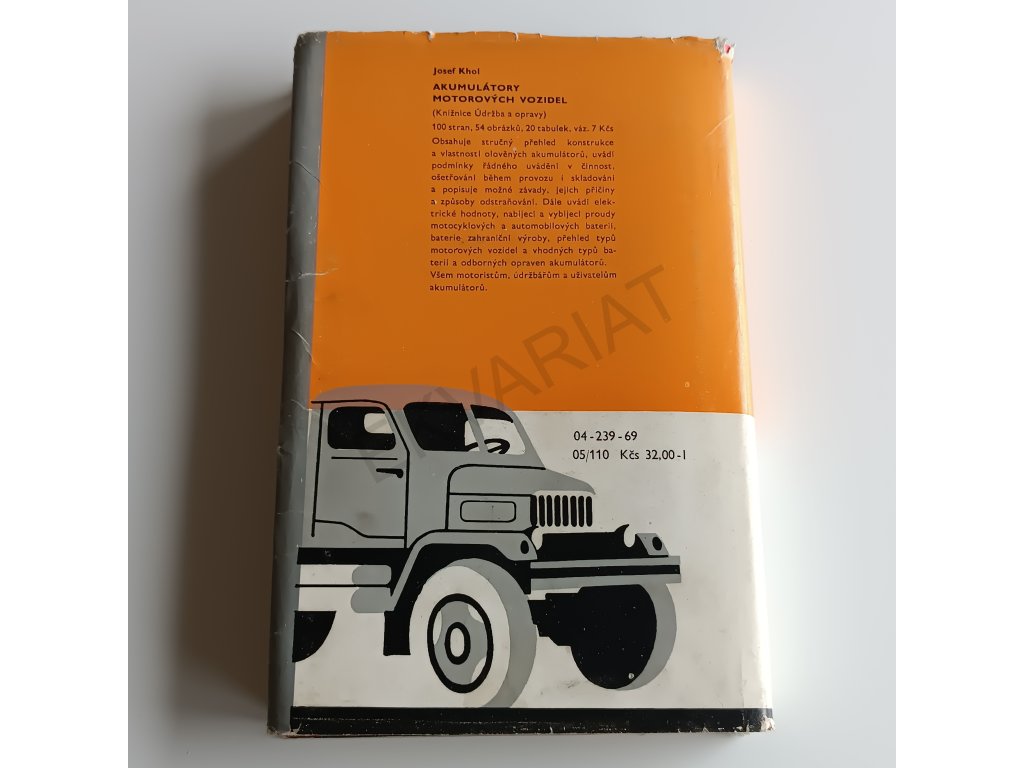 Josef Khol
AKUMULÁTORY
MOTOROVÝCH VOZIDEL
(Knižnice Údržba a opravy)
100 stran, 54 obrázků, 20 tabulek, váz. 7 Kčs
Obsahuje stručný přehled konstrukce
a vlastností olověných akumulátorů, uvádí
podmínky řádného uvádění v činnost,
ošetřování během provozu i skladování
a popisuje možné závady, jejich příčiny
a způsoby odstraňování. Dále uvádí elek-
trické hodnoty, nabíjecí a vybíjecí proudy
motocyklových a automobilových baterií,
baterie zahraniční výroby, přehled typů
motorových vozidel a vhodných typů ba-
terií a odborných opraven akumulátorů.
Všem motoristům, údržbářům a uživatelům
akumulátorů.
04-239-69
05/110 Kčs 32,00-I